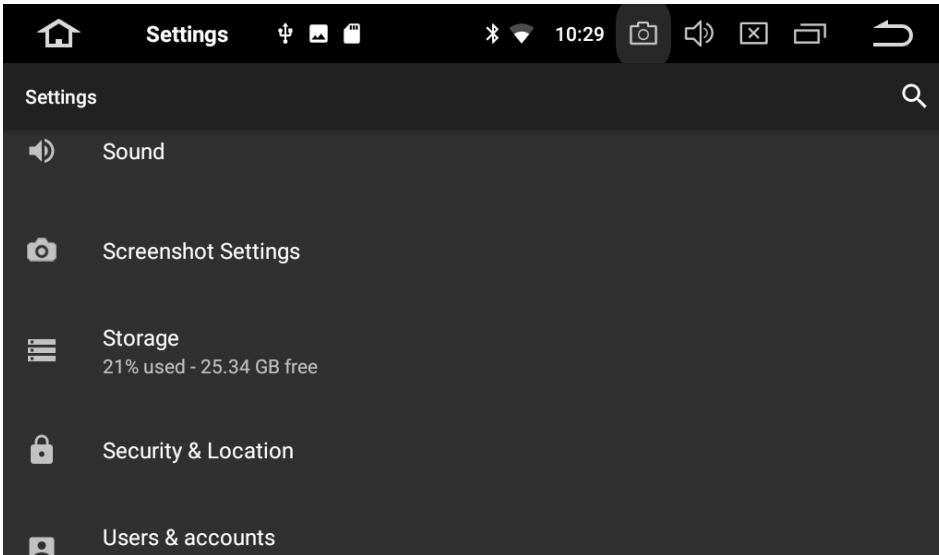 Settings
10:29
Settings
Sound
Screenshot Settings
Storage
21% used - 25.34 GB free
Security & Location
Users & accounts